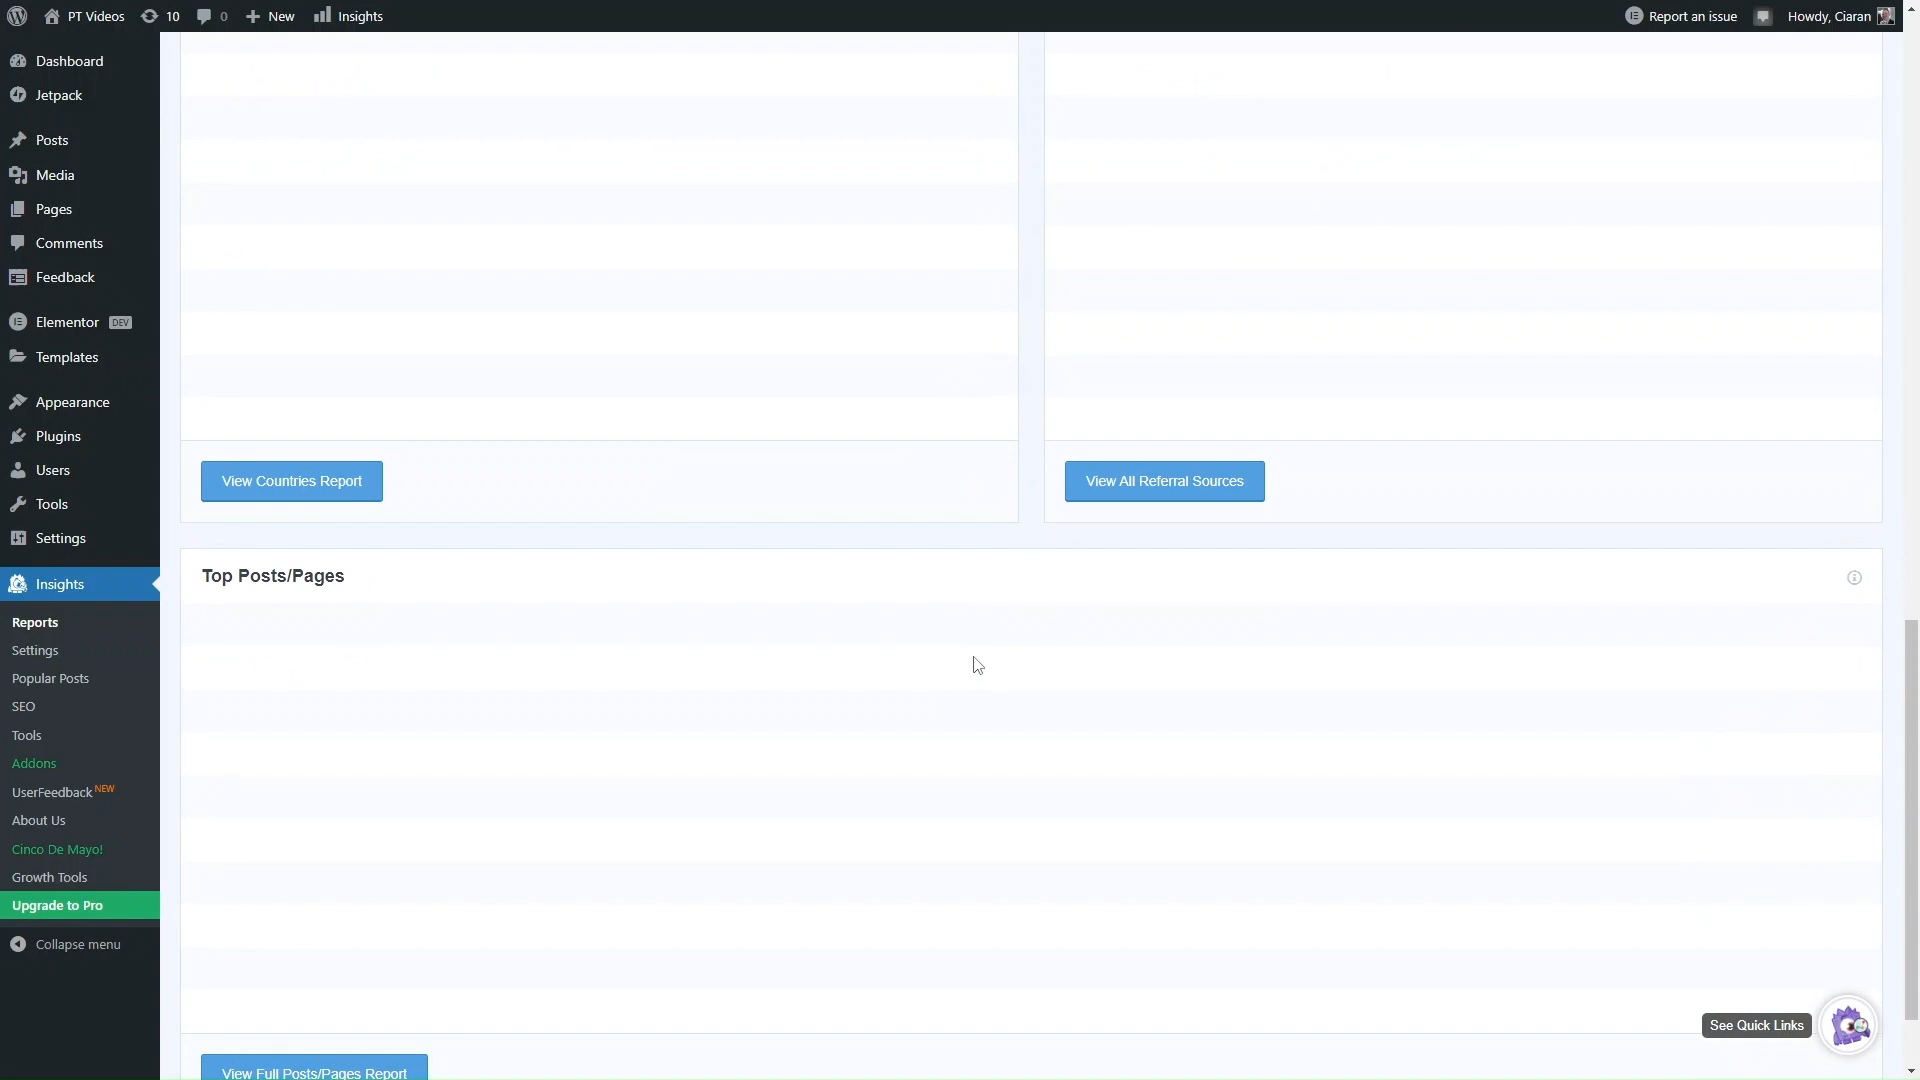 PT Videos 10 0 New Insights Report an issue Howdy, Ciaran
Dashboard
Jetpack
Posts
Media
Pages
Comments
Feedback
Elementor DEV
Templates
Appearance
Plugins
Users
Tools
Settings
Insights
Reports
Settings
Popular Posts
SEO
Tools
Addons
UserFeedback NEW
About Us
Cinco De Mayo!
Growth Tools
Upgrade to Pro
Collapse menu
View Countries Report
View All Referral Sources
Top Posts/Pages
See Quick Links
View Full Posts/Pages Report